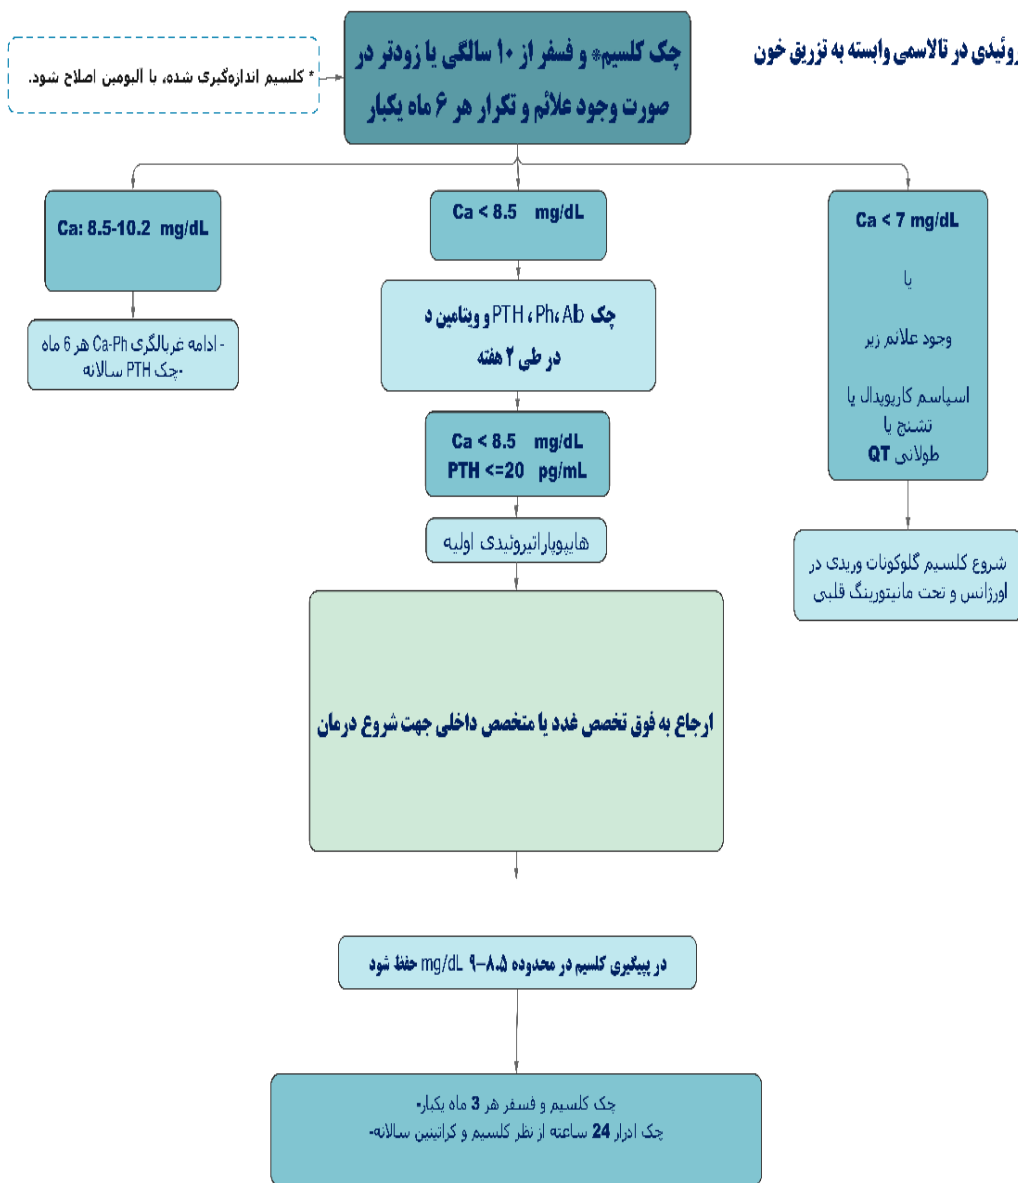 روئیدی در تالاسمی وابسته به تزریق خون
چک کلسیم* و فسفر از ۱۰ سالگی یا زودتر در
صورت وجود علائم و تکرار هر ۶ ماه یکبار
* کلسیم اندازه‌گیری شده، با آلبومین اصلاح شود.
Ca < 7 mg/dL
یا
وجود علائم زیر
اسپاسم کارپوپدال یا
تشنج یا
QT طولانی
شروع کلسیم گلوکونات وریدی در
اورژانس و تحت مانیتورینگ قلبی
Ca < 8.5 mg/dL
چک PTH ، Ph، Alb و ویتامین د
در طی ۲ هفته
Ca < 8.5 mg/dL
PTH <=20 pg/mL
هایپوپاراتیروئیدی اولیه
ارجاع به فوق تخصص غدد یا متخصص داخلی جهت شروع درمان
در پیگیری کلسیم در محدوده ۸.۵–۹ mg/dL حفظ شود
چک کلسیم و فسفر هر 3 ماه یکبار-
چک ادرار 24 ساعته از نظر کلسیم و کراتینین سالانه-
Ca: 8.5-10.2 mg/dL
- ادامه غربالگری Ca-Ph هر 6 ماه
-چک PTH سالانه